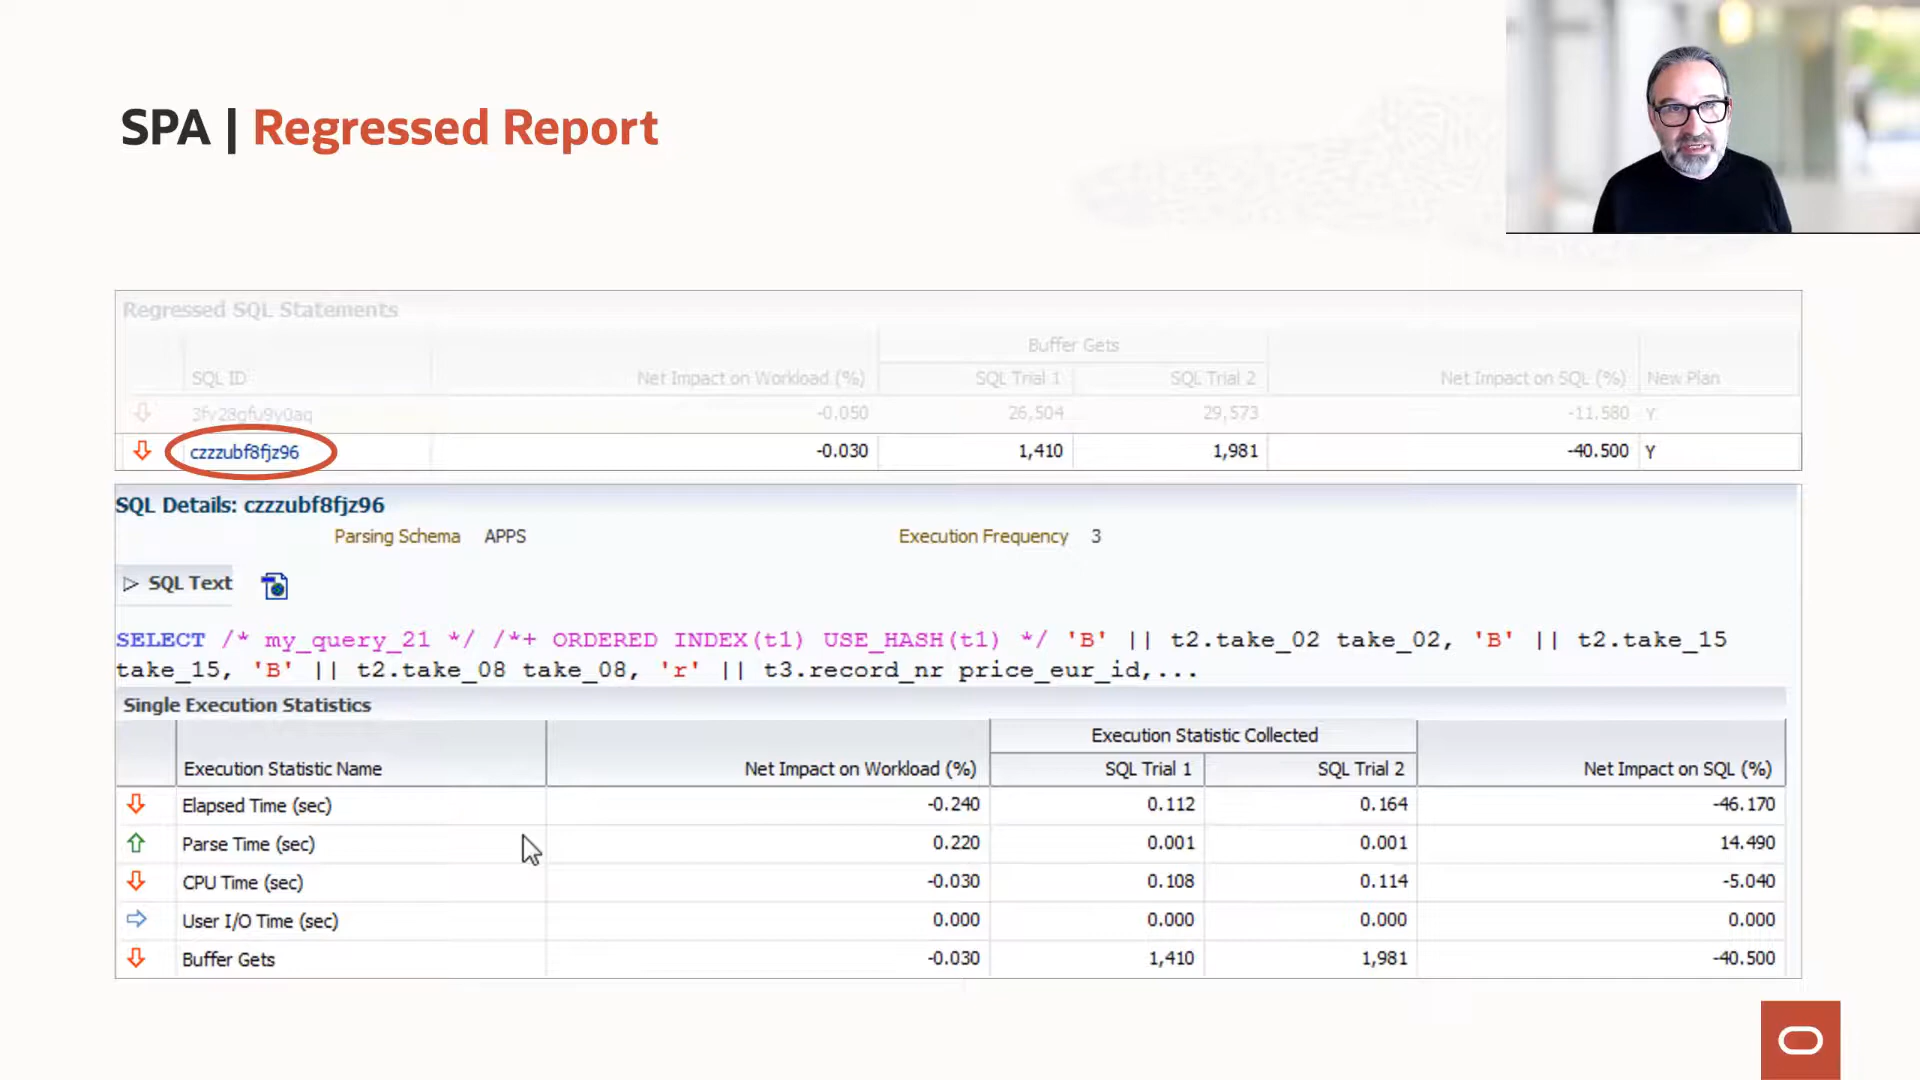 SPA | Regressed Report
Regressed SQL Statements
Buffer Gets
SQL ID Net Impact on Workload (%) SQL Trial 1 SQL Trial 2 Net Impact on SQL (%) New Plan
3fy28gfu9y0aq -0.050 26,504 29,573 -11.580 Y
czzzubf8fjz96 -0.030 1,410 1,981 -40.500 Y
SQL Details: czzzubf8fjz96
Parsing Schema APPS Execution Frequency 3
SQL Text
SELECT /* my_query_21 */ /*+ ORDERED INDEX(t1) USE_HASH(t1) */ 'B' || t2.take_02 take_02, 'B' || t2.take_15
take_15, 'B' || t2.take_08 take_08, 'r' || t3.record_nr price_eur_id,...
Single Execution Statistics
Execution Statistic Collected
Execution Statistic Name Net Impact on Workload (%) SQL Trial 1 SQL Trial 2 Net Impact on SQL (%)
Elapsed Time (sec) -0.240 0.112 0.164 -46.170
Parse Time (sec) 0.220 0.001 0.001 14.490
CPU Time (sec) -0.030 0.108 0.114 -5.040
User I/O Time (sec) 0.000 0.000 0.000 0.000
Buffer Gets -0.030 1,410 1,981 -40.500